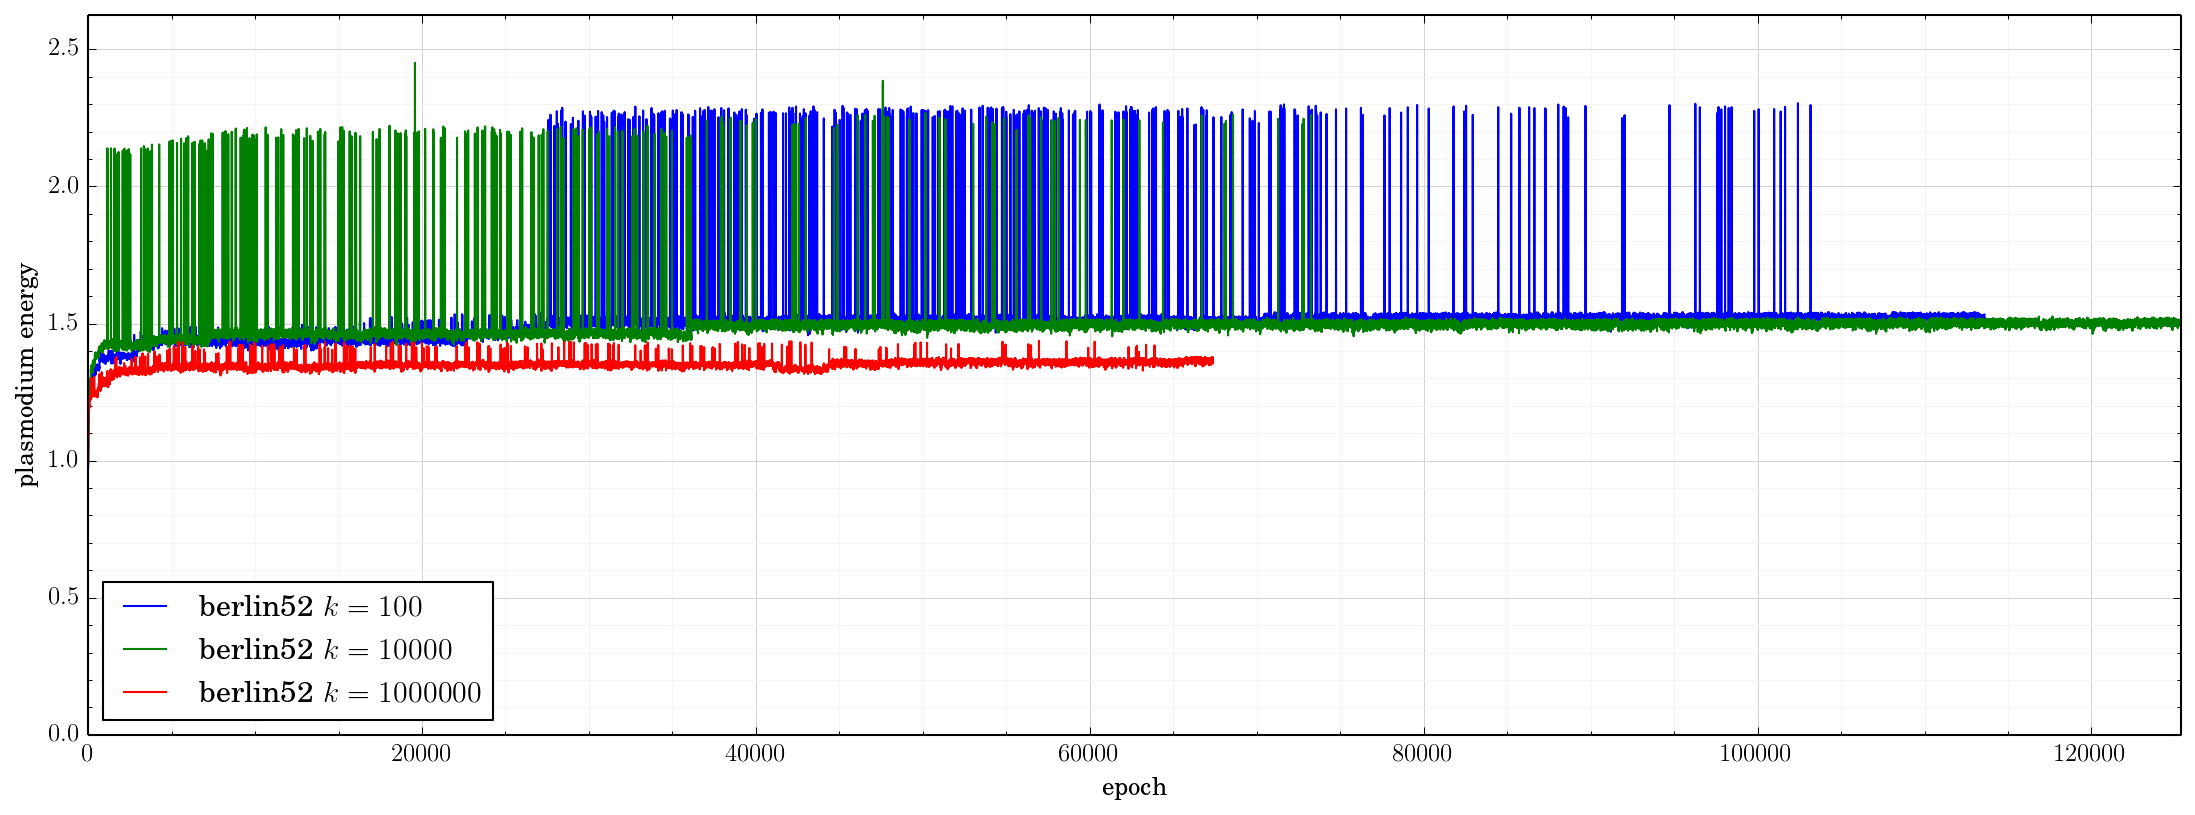 2.5
2.0
1.5
1.0
0.5
0.0
plasmodium energy
berlin52 k = 100
berlin52 k = 10000
berlin52 k = 1000000
0 20000 40000 60000 80000 100000 120000
epoch